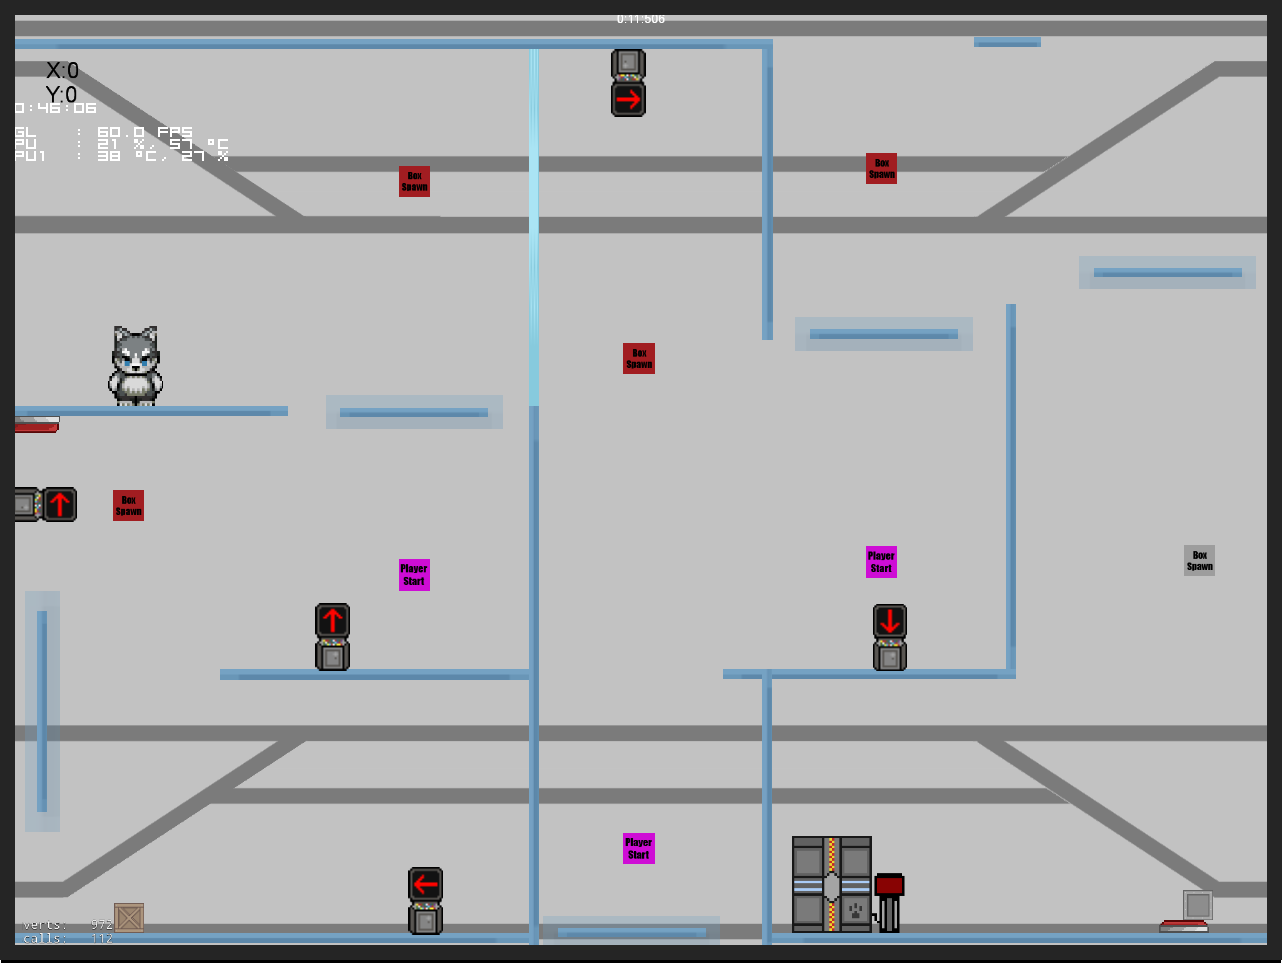 0:11:506
X:0
Y:0
0:46:06
GL : 60.0 FPS
PU : 21 %, 57 °C
PU1 : 38 °C, 27 %
Box
Spawn
Box
Spawn
Box
Spawn
Box
Spawn
Player
Start
Player
Start
Box
Spawn
Player
Start
verts: 972
calls: 112